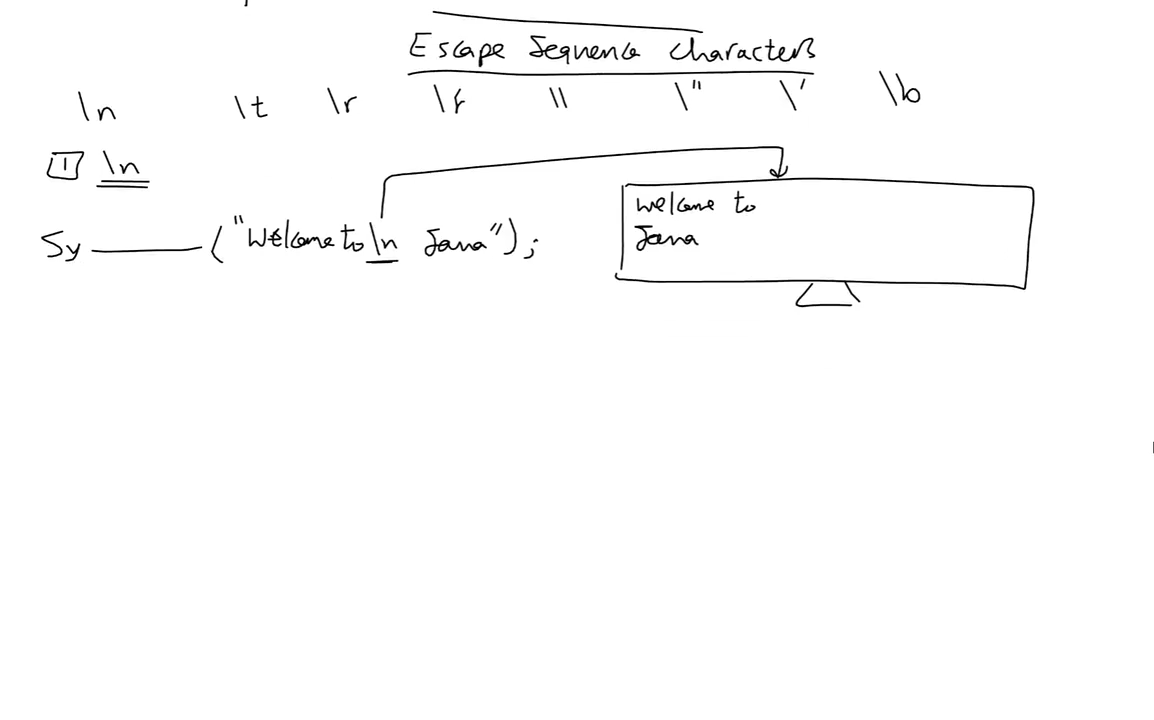 Escape Sequence Characters
\n \t \r \f \\ \" \' \b
1 \n
Sy ("Welcome to \n Java");
Welcome to
Java